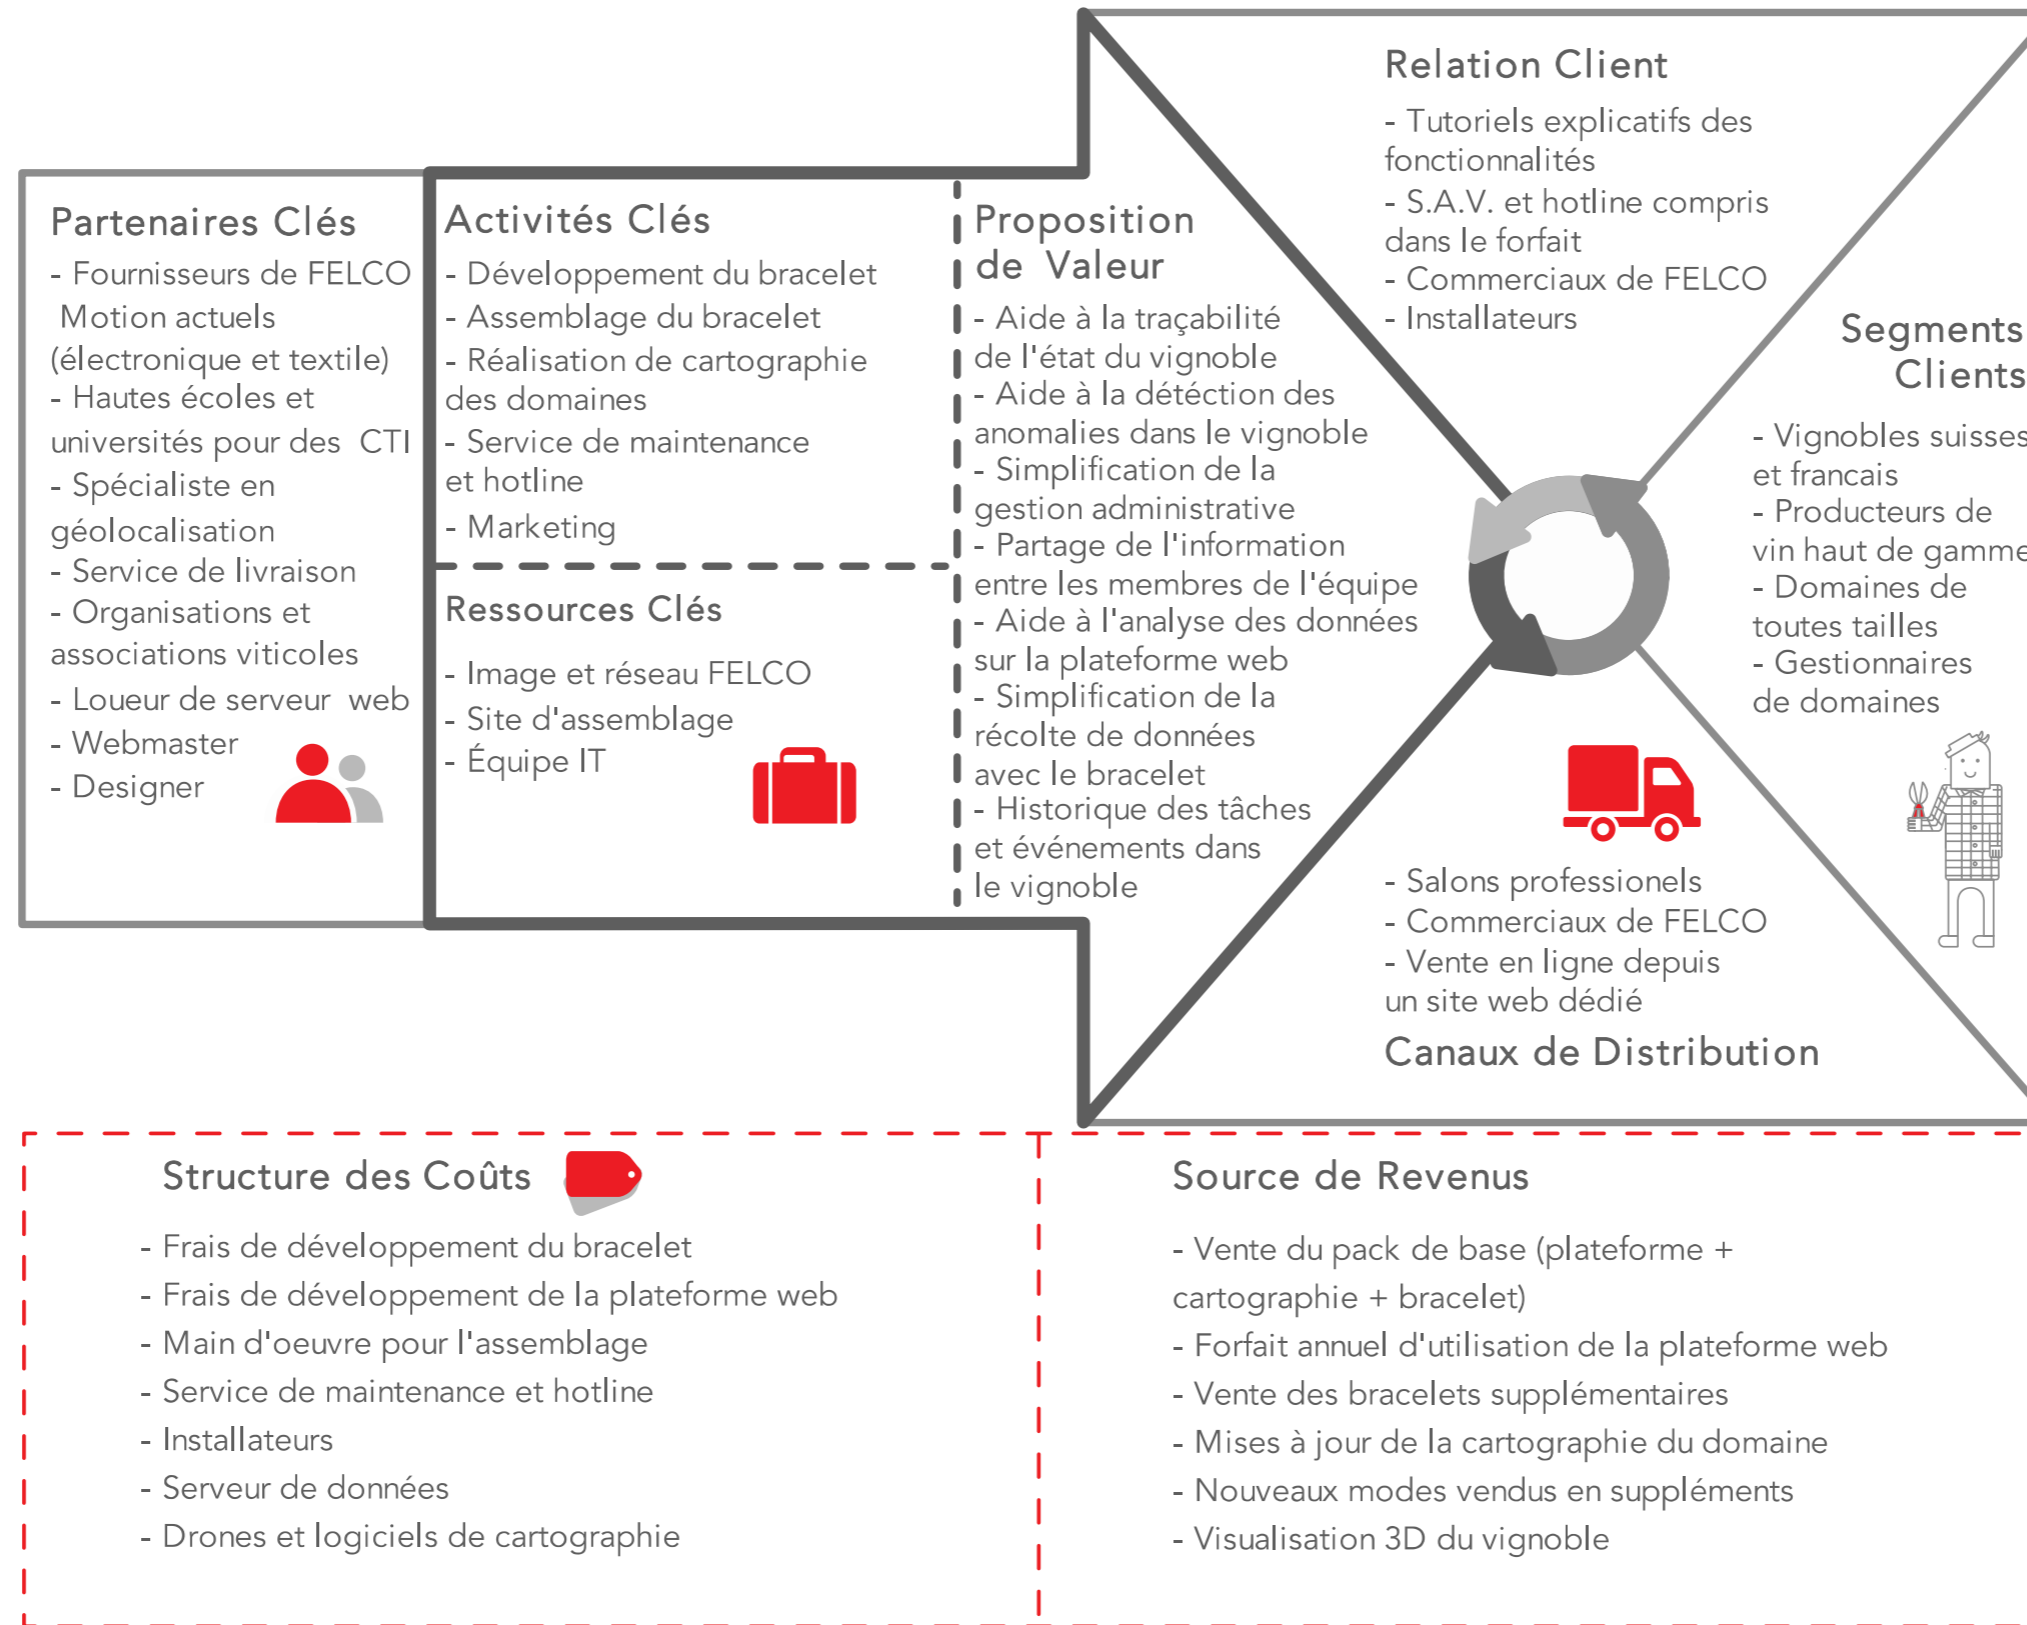 Partenaires Clés
- Fournisseurs de FELCO
Motion actuels
(électronique et textile)
- Hautes écoles et
universités pour des CTI
- Spécialiste en
géolocalisation
- Service de livraison
- Organisations et
associations viticoles
- Loueur de serveur web
- Webmaster
- Designer
Activités Clés
- Développement du bracelet
- Assemblage du bracelet
- Réalisation de cartographie
des domaines
- Service de maintenance
et hotline
- Marketing
Ressources Clés
- Image et réseau FELCO
- Site d'assemblage
- Équipe IT
Proposition
de Valeur
- Aide à la traçabilité
de l'état du vignoble
- Aide à la détéction des
anomalies dans le vignoble
- Simplification de la
gestion administrative
- Partage de l'information
entre les membres de l'équipe
- Aide à l'analyse des données
sur la plateforme web
- Simplification de la
récolte de données
avec le bracelet
- Historique des tâches
et événements dans
le vignoble
Relation Client
- Tutoriels explicatifs des
fonctionnalités
- S.A.V. et hotline compris
dans le forfait
- Commerciaux de FELCO
- Installateurs
Segments
Clients
- Vignobles suisses
et francais
- Producteurs de
vin haut de gamme
- Domaines de
toutes tailles
- Gestionnaires
de domaines
- Salons professionels
- Commerciaux de FELCO
- Vente en ligne depuis
un site web dédié
Canaux de Distribution
Structure des Coûts
- Frais de développement du bracelet
- Frais de développement de la plateforme web
- Main d'oeuvre pour l'assemblage
- Service de maintenance et hotline
- Installateurs
- Serveur de données
- Drones et logiciels de cartographie
Source de Revenus
- Vente du pack de base (plateforme +
cartographie + bracelet)
- Forfait annuel d'utilisation de la plateforme web
- Vente des bracelets supplémentaires
- Mises à jour de la cartographie du domaine
- Nouveaux modes vendus en suppléments
- Visualisation 3D du vignoble